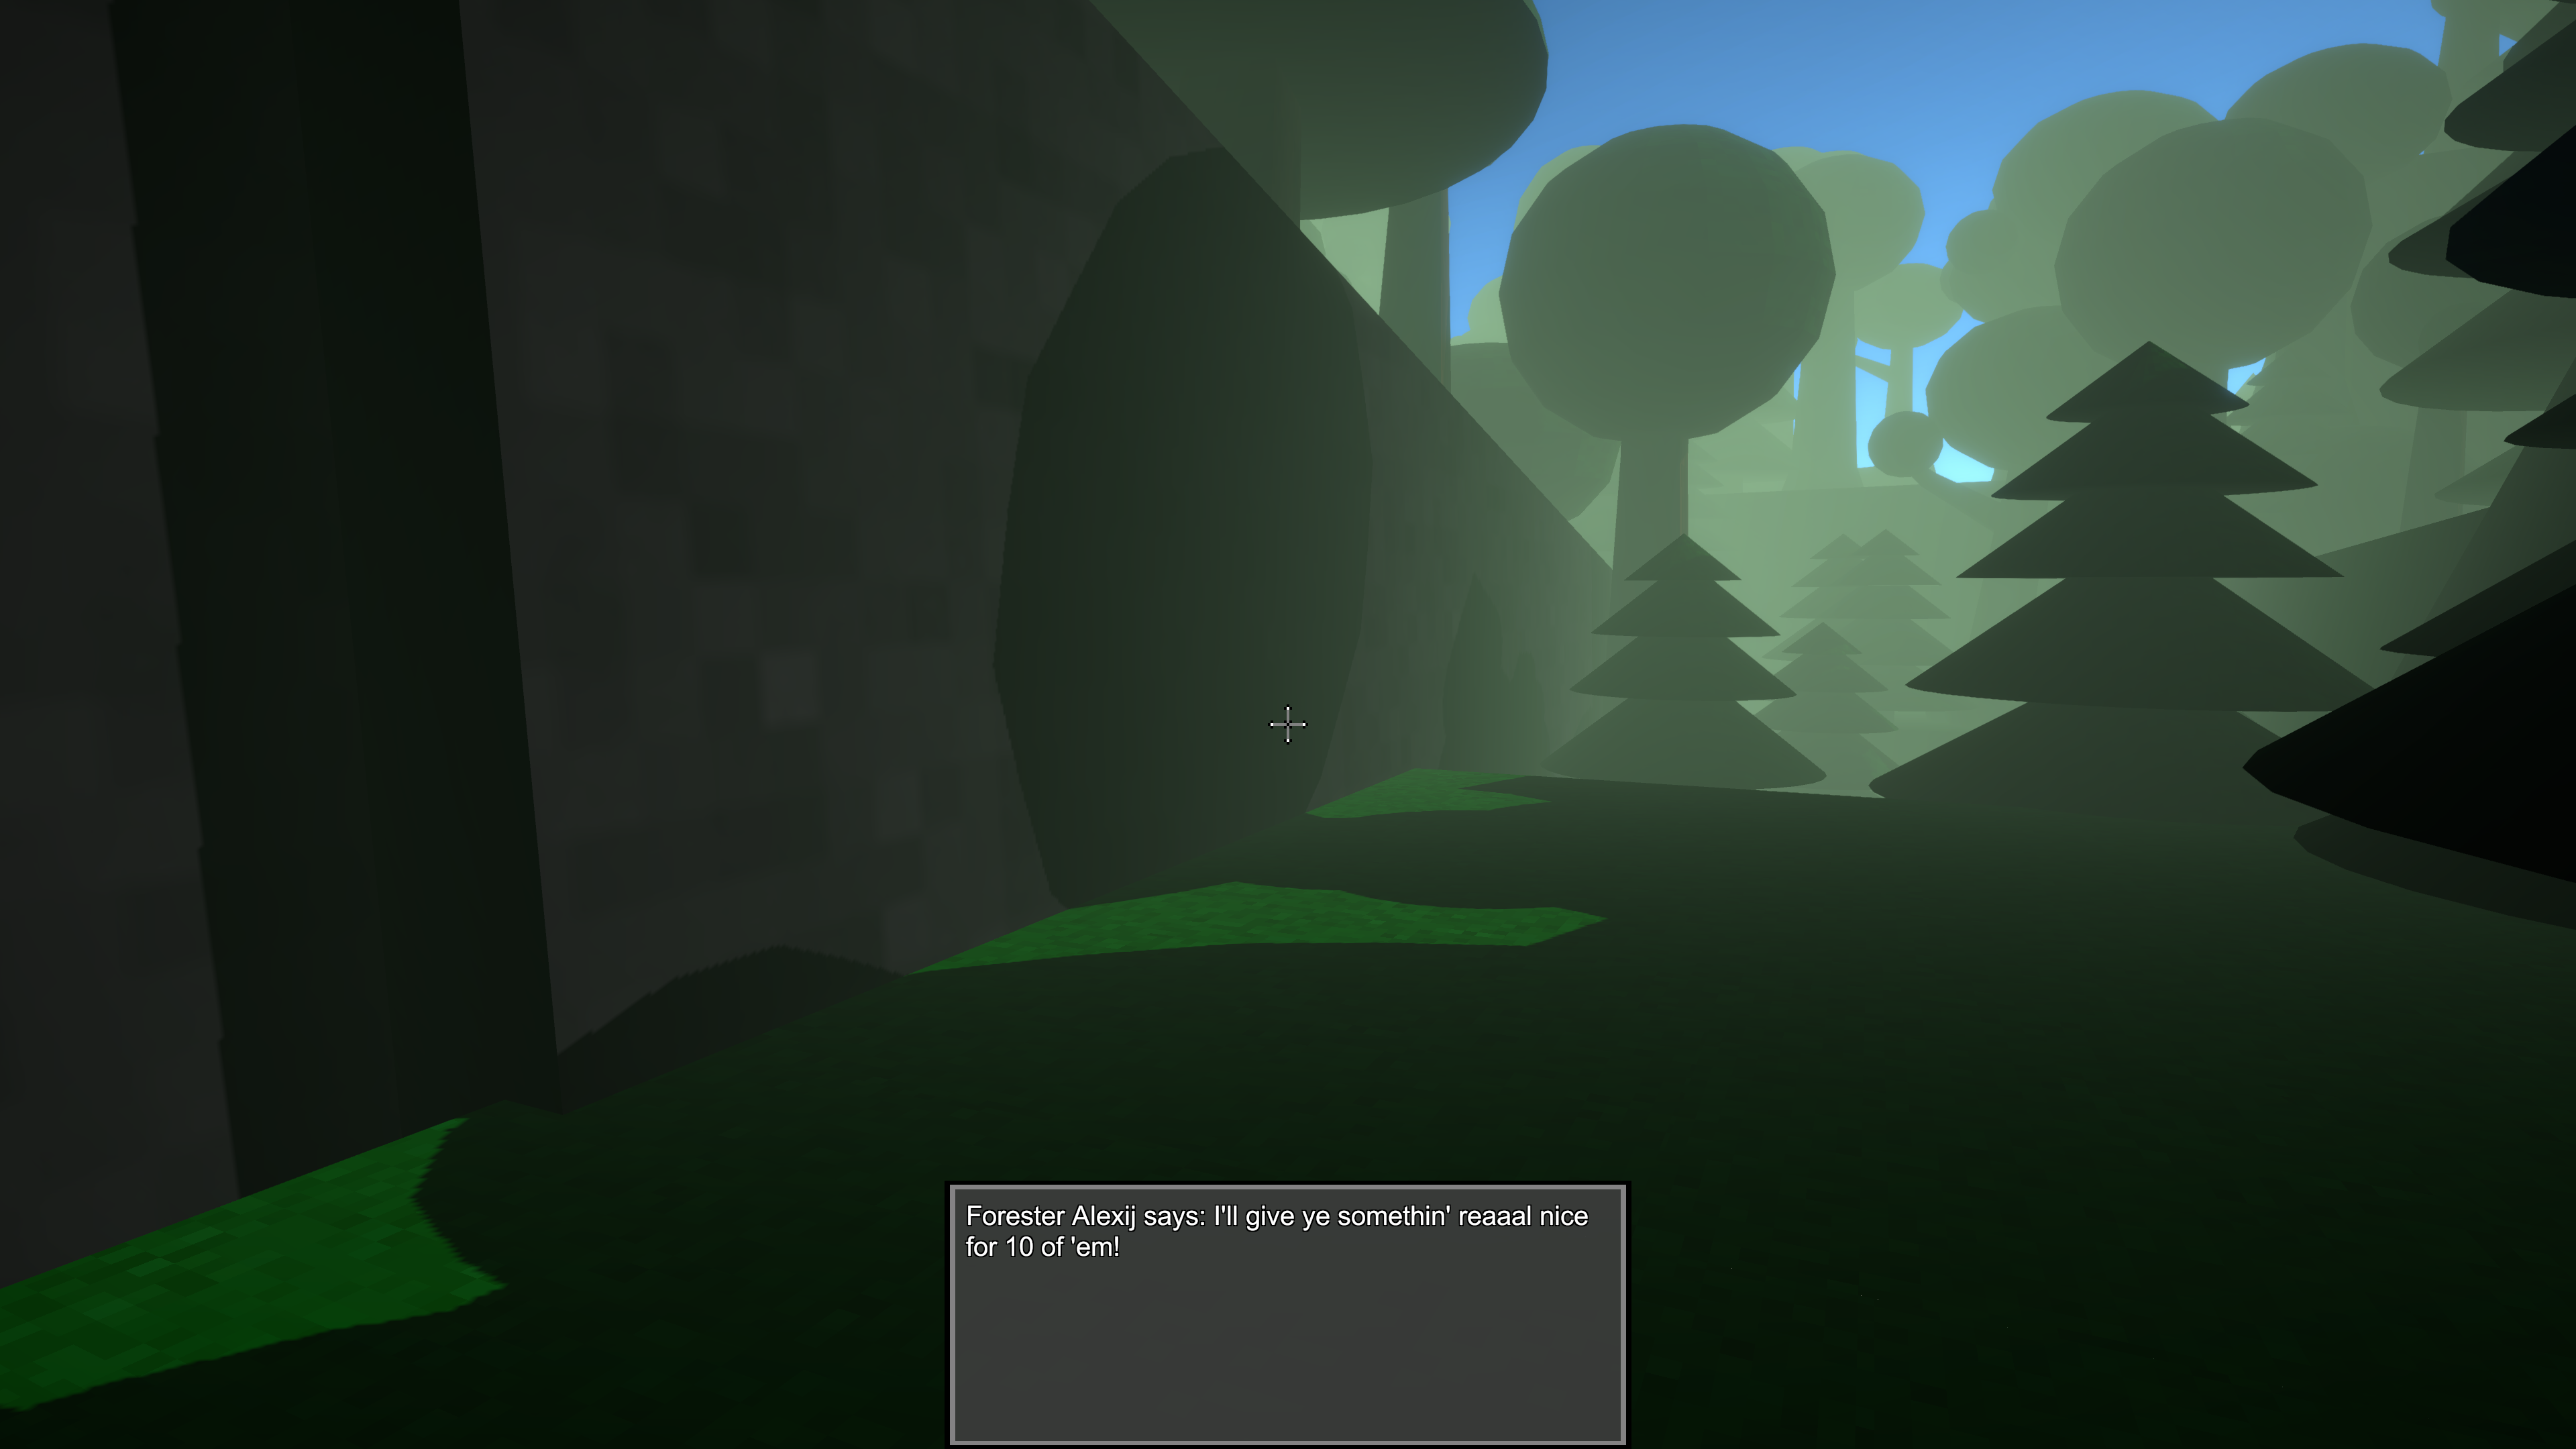 Forester Alexij says: I'll give ye somethin' reaaal nice
for 10 of 'em!